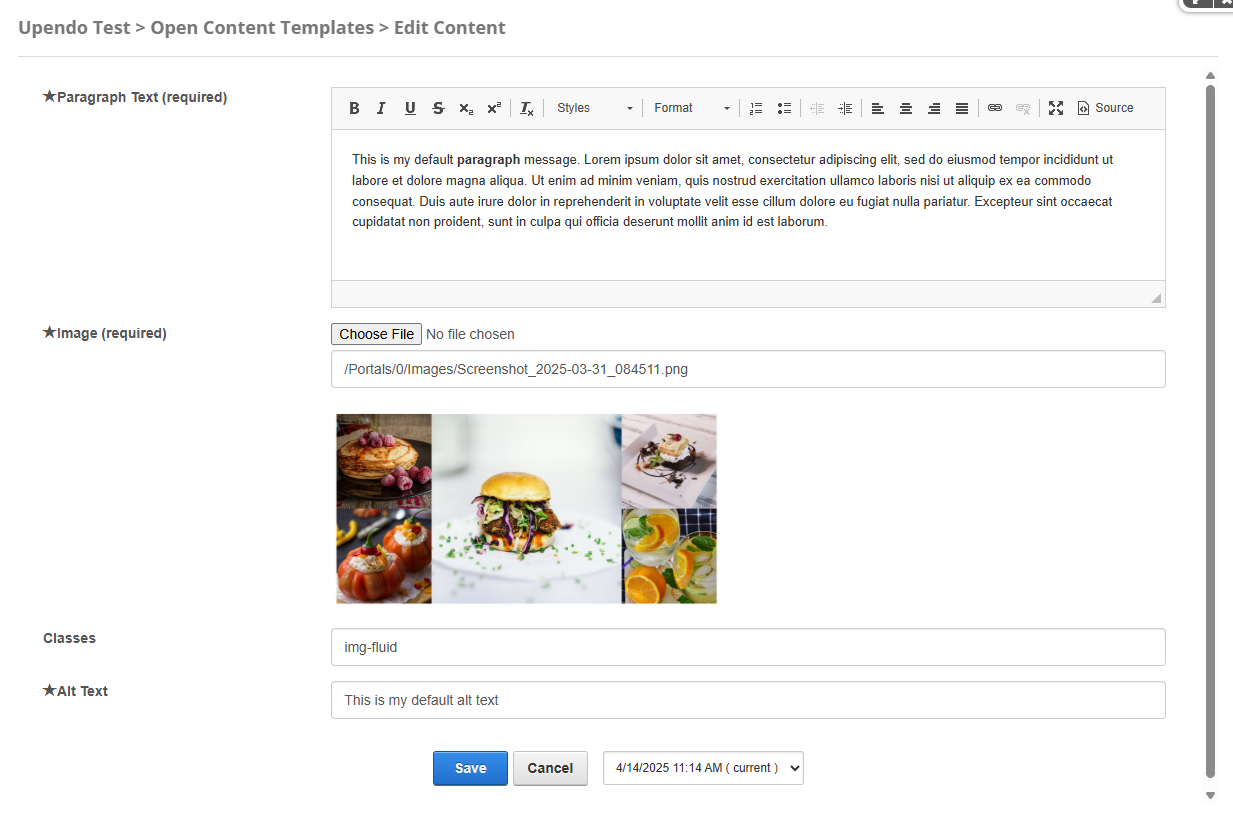 Upendo Test > Open Content Templates > Edit Content
★Paragraph Text (required)
B I U S x₂ x² Tx Styles Format Source
This is my default paragraph message. Lorem ipsum dolor sit amet, consectetur adipiscing elit, sed do eiusmod tempor incididunt ut
labore et dolore magna aliqua. Ut enim ad minim veniam, quis nostrud exercitation ullamco laboris nisi ut aliquip ex ea commodo
consequat. Duis aute irure dolor in reprehenderit in voluptate velit esse cillum dolore eu fugiat nulla pariatur. Excepteur sint occaecat
cupidatat non proident, sunt in culpa qui officia deserunt mollit anim id est laborum.
★Image (required)
Choose File No file chosen
/Portals/0/Images/Screenshot_2025-03-31_084511.png
Classes
img-fluid
★Alt Text
This is my default alt text
Save Cancel 4/14/2025 11:14 AM ( current )